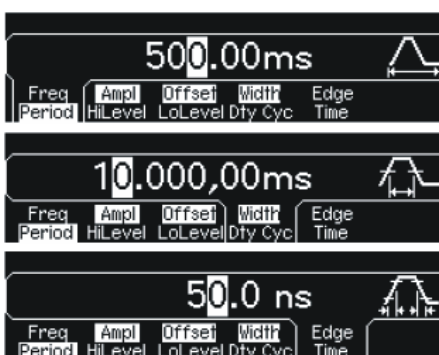 500.00ms
Freq Ampl Offset Width Edge
Period HiLevel LoLevel Dty Cyc Time
10.000,00ms
Freq Ampl Offset Width Edge
Period HiLevel LoLevel Dty Cyc Time
50.0 ns
Freq Ampl Offset Width Edge
Period HiLevel LoLevel Dty Cyc Time